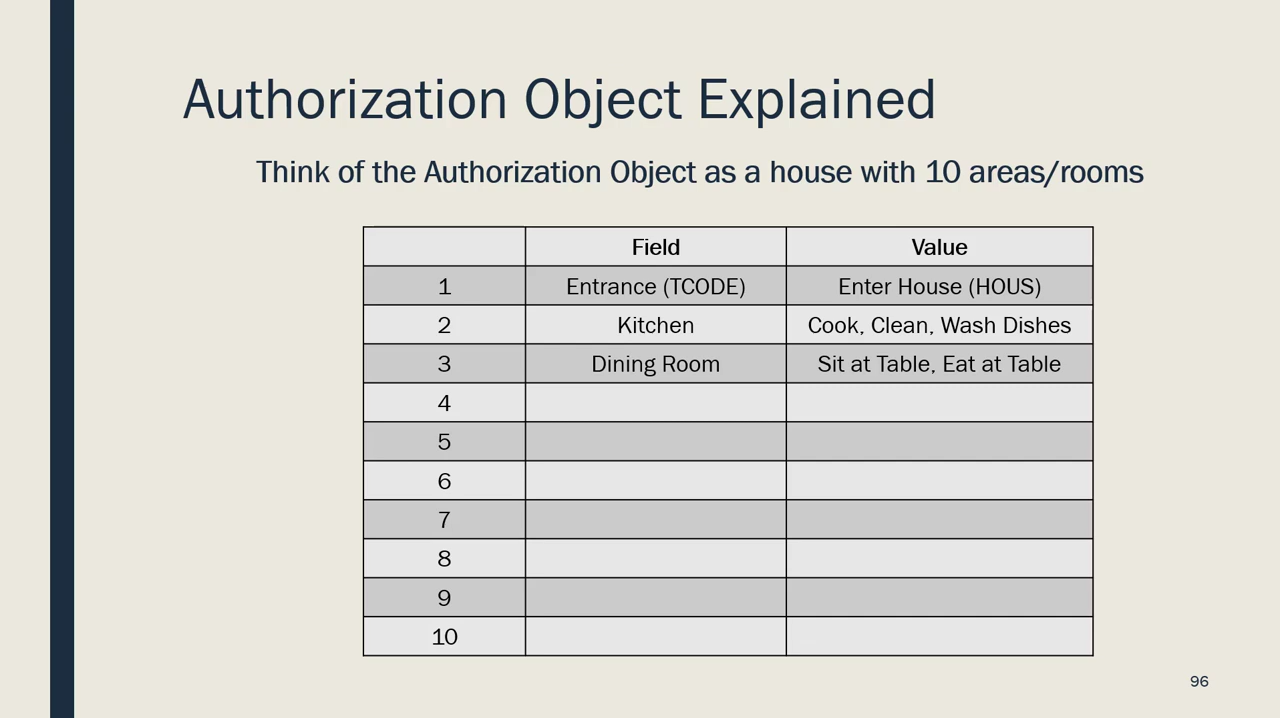 Authorization Object Explained
Think of the Authorization Object as a house with 10 areas/rooms
Field Value
1 Entrance (TCODE) Enter House (HOUS)
2 Kitchen Cook, Clean, Wash Dishes
3 Dining Room Sit at Table, Eat at Table
4
5
6
7
8
9
10
96